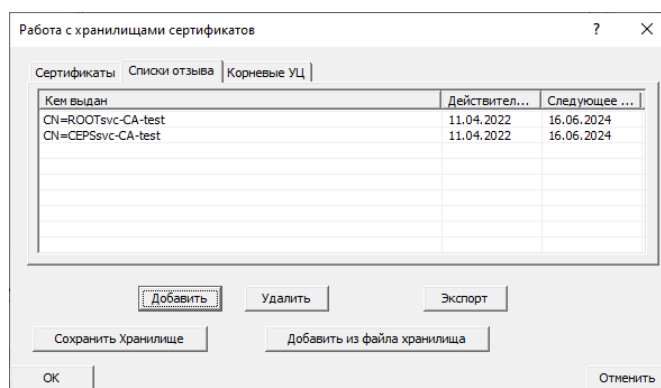 Работа с хранилищами сертификатов ? ×
Сертификаты Списки отзыва Корневые УЦ
Кем выдан Действител... Следующее ...
CN=ROOTsvc-CA-test 11.04.2022 16.06.2024
CN=CEPSsvc-CA-test 11.04.2022 16.06.2024
Добавить Удалить Экспорт
Сохранить Хранилище Добавить из файла хранилища
OK Отменить